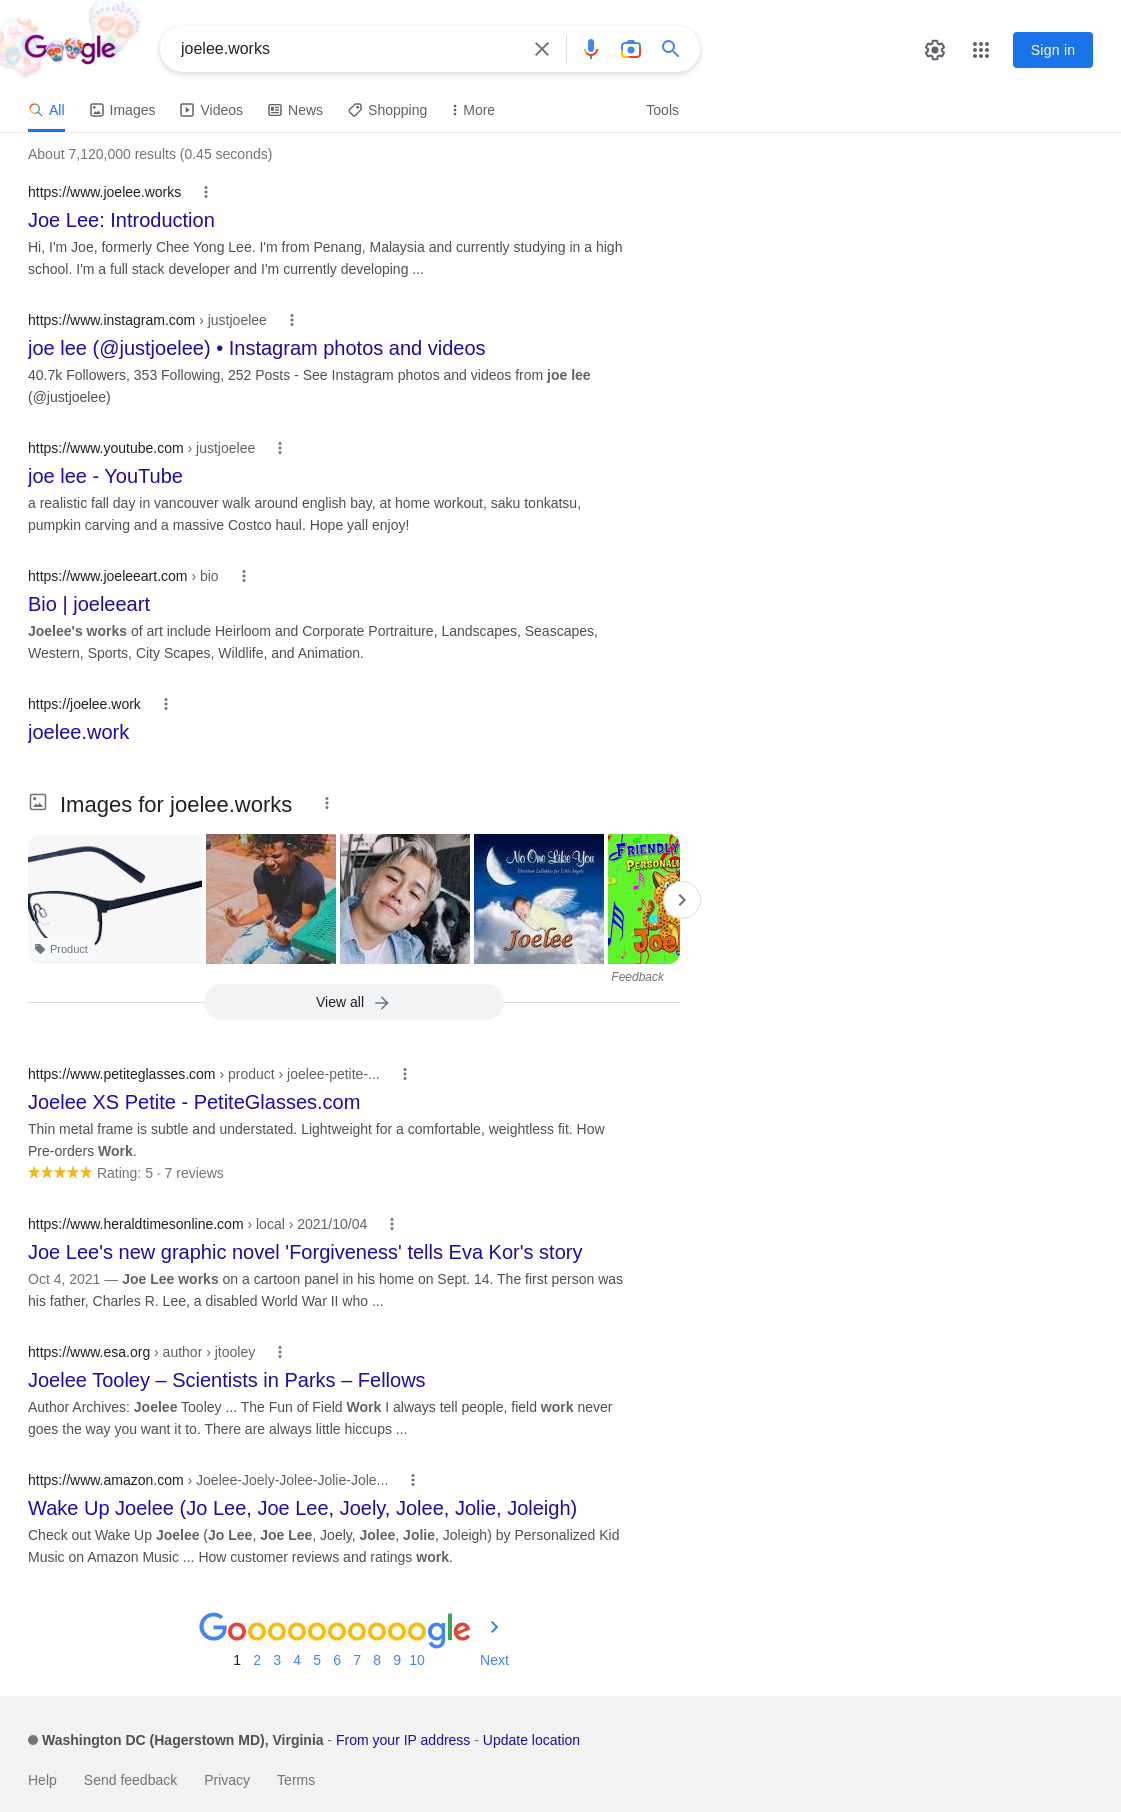 Google
joelee.works
Sign in
All Images Videos News Shopping More Tools
About 7,120,000 results (0.45 seconds)
https://www.joelee.works
Joe Lee: Introduction
Hi, I'm Joe, formerly Chee Yong Lee. I'm from Penang, Malaysia and currently studying in a high
school. I'm a full stack developer and I'm currently developing ...
https://www.instagram.com › justjoelee
joe lee (@justjoelee) • Instagram photos and videos
40.7k Followers, 353 Following, 252 Posts - See Instagram photos and videos from joe lee
(@justjoelee)
https://www.youtube.com › justjoelee
joe lee - YouTube
a realistic fall day in vancouver walk around english bay, at home workout, saku tonkatsu,
pumpkin carving and a massive Costco haul. Hope yall enjoy!
https://www.joeleeart.com › bio
Bio | joeleeart
Joelee's works of art include Heirloom and Corporate Portraiture, Landscapes, Seascapes,
Western, Sports, City Scapes, Wildlife, and Animation.
https://joelee.work
joelee.work
Images for joelee.works
No One Like You
Christian Lullabies for Little Angels
Joelee
FRIENDLY
PERSONAL
Joe
Product
Feedback
View all
https://www.petiteglasses.com › product › joelee-petite-...
Joelee XS Petite - PetiteGlasses.com
Thin metal frame is subtle and understated. Lightweight for a comfortable, weightless fit. How
Pre-orders Work.
Rating: 5 · 7 reviews
https://www.heraldtimesonline.com › local › 2021/10/04
Joe Lee's new graphic novel 'Forgiveness' tells Eva Kor's story
Oct 4, 2021 — Joe Lee works on a cartoon panel in his home on Sept. 14. The first person was
his father, Charles R. Lee, a disabled World War II who ...
https://www.esa.org › author › jtooley
Joelee Tooley – Scientists in Parks – Fellows
Author Archives: Joelee Tooley ... The Fun of Field Work I always tell people, field work never
goes the way you want it to. There are always little hiccups ...
https://www.amazon.com › Joelee-Joely-Jolee-Jolie-Jole...
Wake Up Joelee (Jo Lee, Joe Lee, Joely, Jolee, Jolie, Joleigh)
Check out Wake Up Joelee (Jo Lee, Joe Lee, Joely, Jolee, Jolie, Joleigh) by Personalized Kid
Music on Amazon Music ... How customer reviews and ratings work.
Goooooooooogle
1 2 3 4 5 6 7 8 9 10 Next
Washington DC (Hagerstown MD), Virginia - From your IP address - Update location
Help Send feedback Privacy Terms